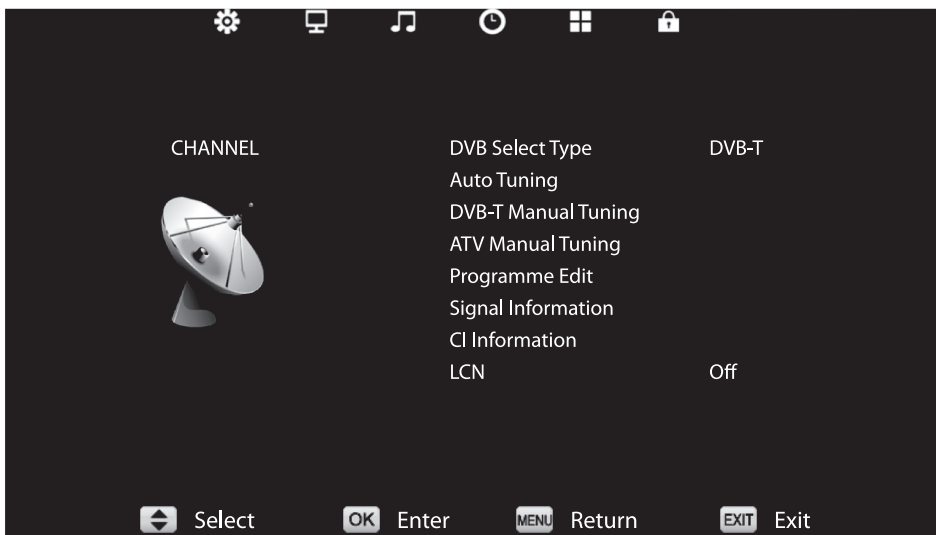 CHANNEL
DVB Select Type DVB-T
Auto Tuning
DVB-T Manual Tuning
ATV Manual Tuning
Programme Edit
Signal Information
CI Information
LCN Off
Select OK Enter MENU Return EXIT Exit